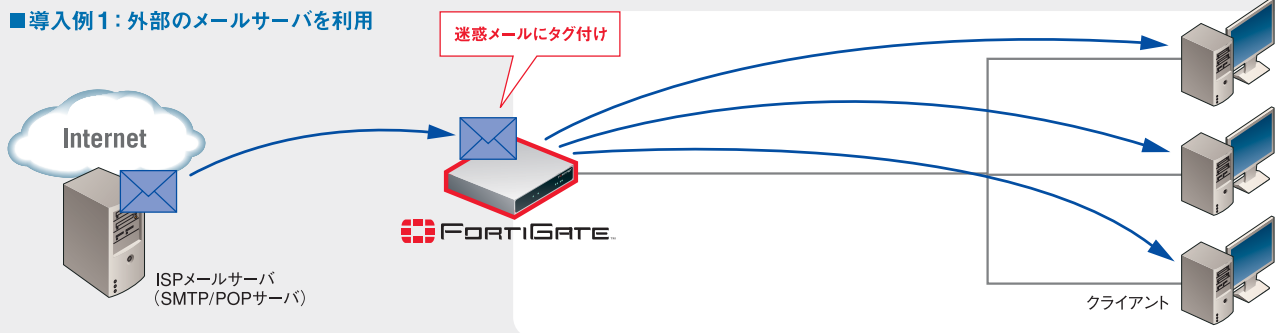 ■導入例1：外部のメールサーバを利用
迷惑メールにタグ付け
Internet
FORTIGATE
ISPメールサーバ
（SMTP/POPサーバ）
クライアント